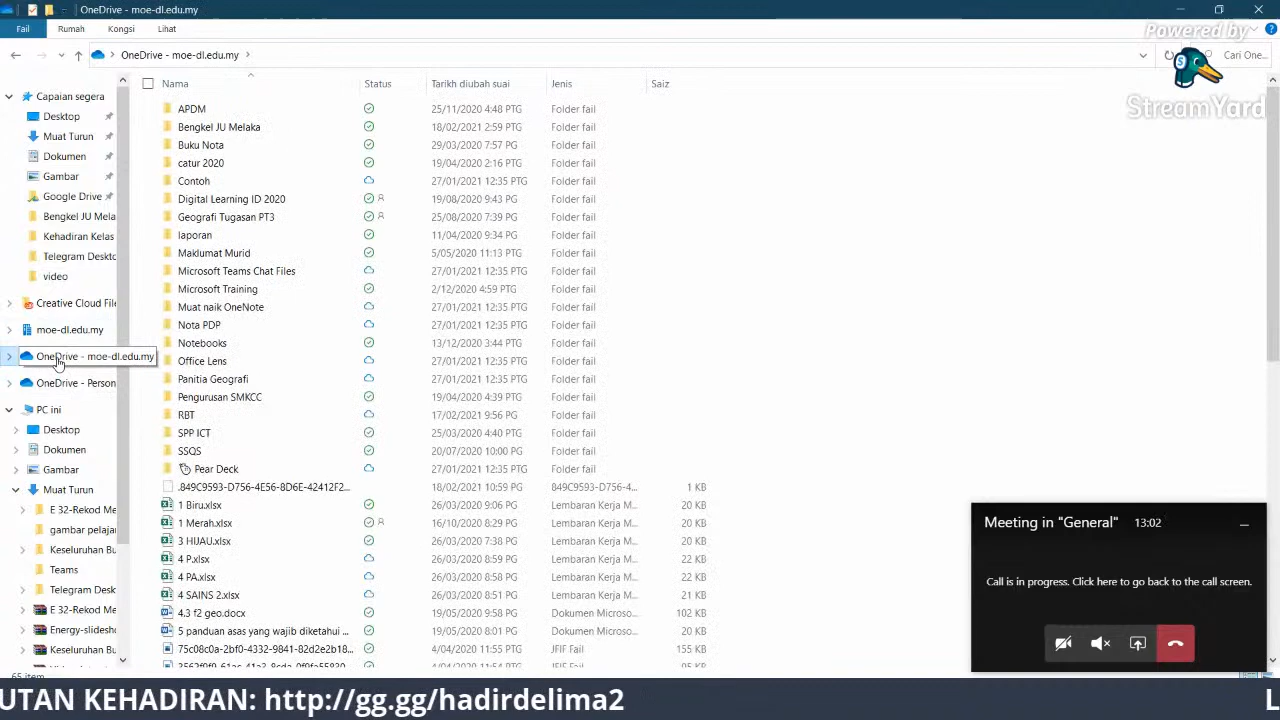 OneDrive - moe-dl.edu.my
Fail Rumah Kongsi Lihat
OneDrive - moe-dl.edu.my
Cari One...
Powered by
StreamYard
Nama Status Tarikh diubah suai Jenis Saiz
Capaian segera
Desktop
Muat Turun
Dokumen
Gambar
Google Drive
Bengkel JU Mela
Kehadiran Kelas
Telegram Deskto
video
Creative Cloud File
moe-dl.edu.my
OneDrive - moe-dl.edu.my
OneDrive - Person
PC ini
Desktop
Dokumen
Gambar
Muat Turun
E 32-Rekod Me
gambar pelajar
Keseluruhan Bu
Teams
Telegram Desk
E 32-Rekod Me
Energy-slidesho
Keseluruhan Bu
APDM 25/11/2020 4:48 PTG Folder fail
Bengkel JU Melaka 18/02/2021 2:59 PTG Folder fail
Buku Nota 29/03/2020 7:57 PG Folder fail
catur 2020 19/04/2020 2:16 PTG Folder fail
Contoh 27/01/2021 12:35 PTG Folder fail
Digital Learning ID 2020 19/08/2020 9:43 PG Folder fail
Geografi Tugasan PT3 25/08/2020 7:39 PG Folder fail
laporan 11/04/2020 9:34 PG Folder fail
Maklumat Murid 5/05/2020 11:13 PTG Folder fail
Microsoft Teams Chat Files 27/01/2021 12:35 PTG Folder fail
Microsoft Training 2/12/2020 4:59 PTG Folder fail
Muat naik OneNote 27/01/2021 12:35 PTG Folder fail
Nota PDP 27/01/2021 12:35 PTG Folder fail
Notebooks 13/12/2020 3:44 PTG Folder fail
Office Lens 27/01/2021 12:35 PTG Folder fail
Panitia Geografi 27/01/2021 12:35 PTG Folder fail
Pengurusan SMKCC 19/04/2020 4:39 PTG Folder fail
RBT 17/02/2021 9:56 PG Folder fail
SPP ICT 25/03/2020 4:40 PTG Folder fail
SSQS 20/07/2020 10:00 PG Folder fail
Pear Deck 27/01/2021 12:35 PTG Folder fail
.849C9593-D756-4E56-8D6E-42412F2... 18/02/2021 10:59 PG 849C9593-D756-4... 1 KB
1 Biru.xlsx 26/03/2020 9:06 PG Lembaran Kerja M... 20 KB
1 Merah.xlsx 16/10/2020 8:29 PG Lembaran Kerja M... 20 KB
3 HIJAU.xlsx 26/03/2020 7:38 PG Lembaran Kerja M... 20 KB
4 P.xlsx 26/03/2020 8:59 PG Lembaran Kerja M... 22 KB
4 PA.xlsx 26/03/2020 8:58 PG Lembaran Kerja M... 22 KB
4 SAINS 2.xlsx 26/03/2020 8:51 PG Lembaran Kerja M... 21 KB
4.3 f2 geo.docx 19/05/2020 9:58 PG Dokumen Microso... 102 KB
5 panduan asas yang wajib diketahui ... 19/05/2020 8:01 PG Dokumen Microso... 20 KB
75c08c0a-2bf0-4332-9841-82d2e2b18... 4/04/2020 11:55 PTG JFIF Fail 155 KB
4/04/2020 11:54 PTG JFIF Fail 95 KB
65 item
Meeting in "General" 13:02
Call is in progress. Click here to go back to the call screen.
UTAN KEHADIRAN: http://gg.gg/hadirdelima2
L